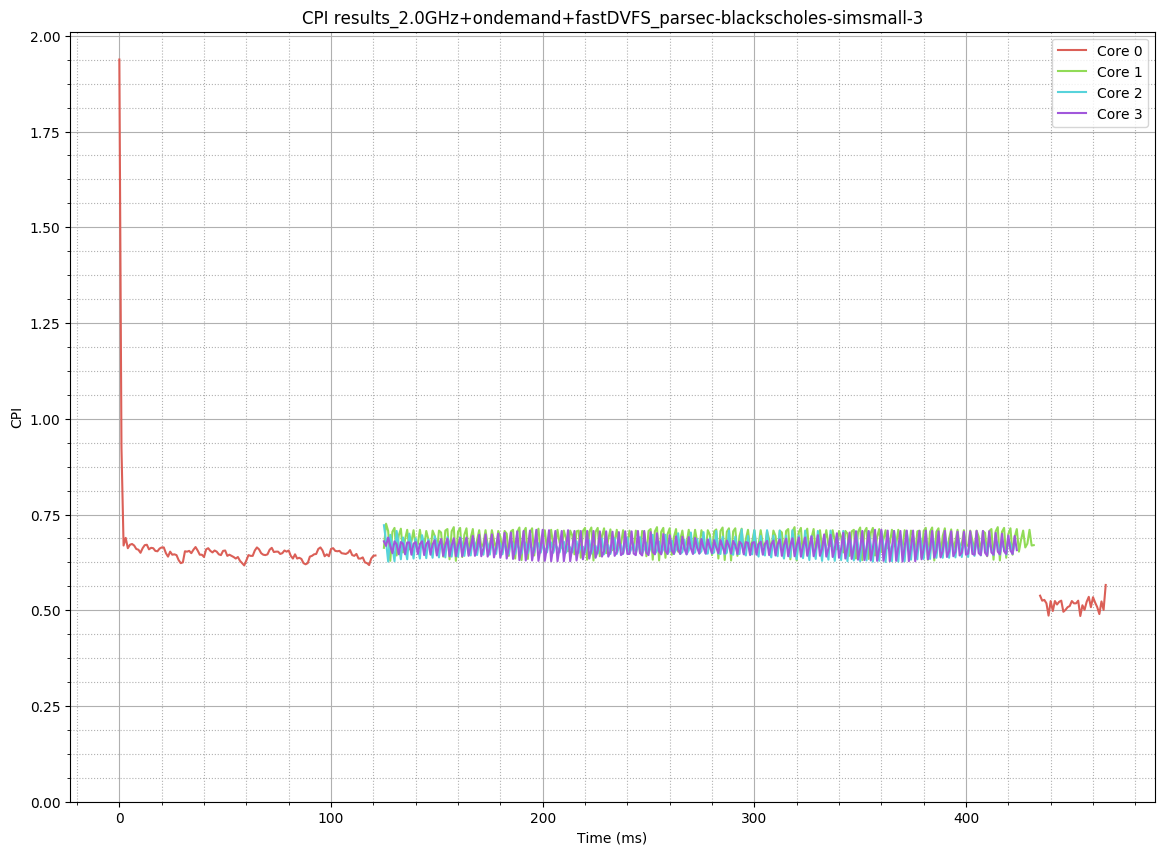 CPI results_2.0GHz+ondemand+fastDVFS_parsec-blackscholes-simsmall-3
Core 0
Core 1
Core 2
Core 3
2.00
1.75
1.50
1.25
1.00
0.75
0.50
0.25
0.00
CPI
0 100 200 300 400
Time (ms)